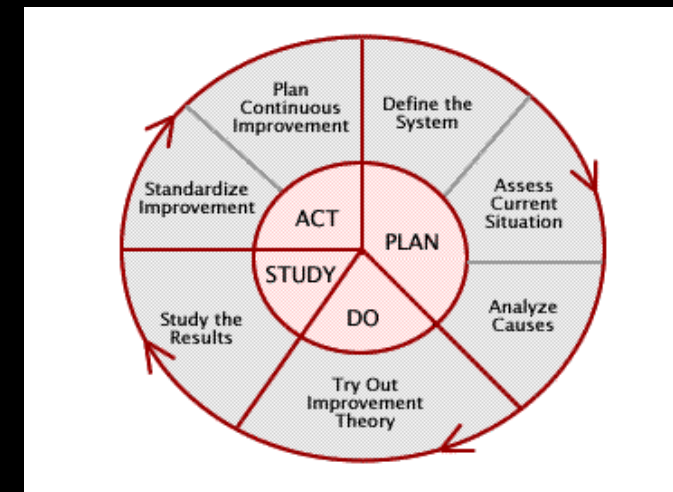 Plan
Continuous
Improvement
Define the
System
Assess
Current
Situation
Analyze
Causes
Try Out
Improvement
Theory
Study the
Results
Standardize
Improvement
ACT
PLAN
STUDY
DO